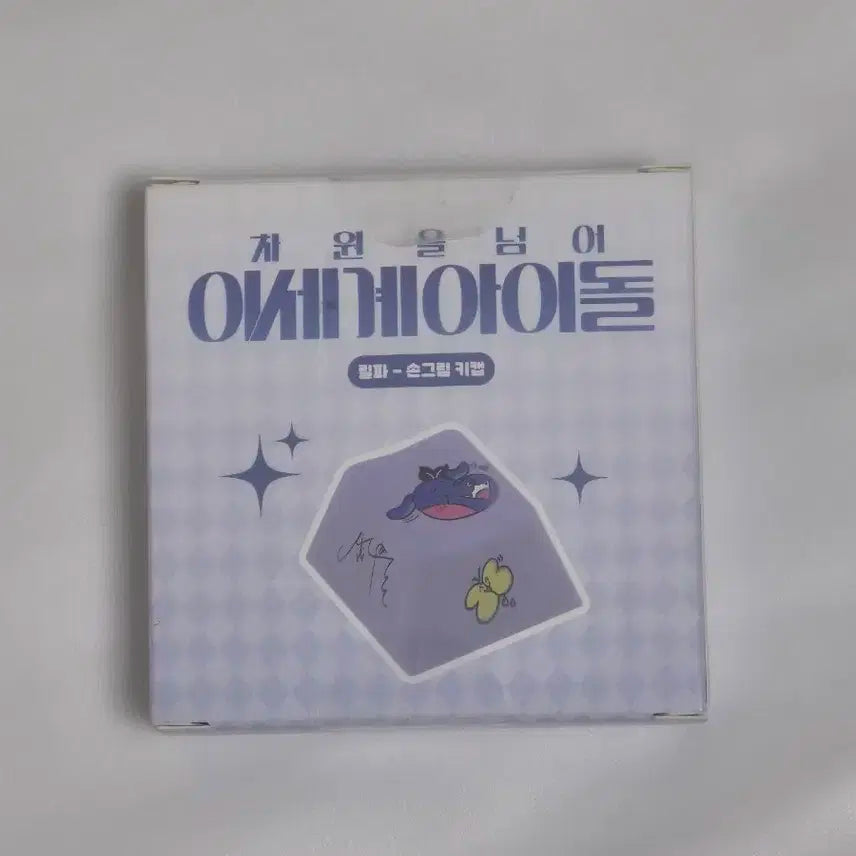 차원을넘어
이세계아이돌
릴파 - 손그림 키캡